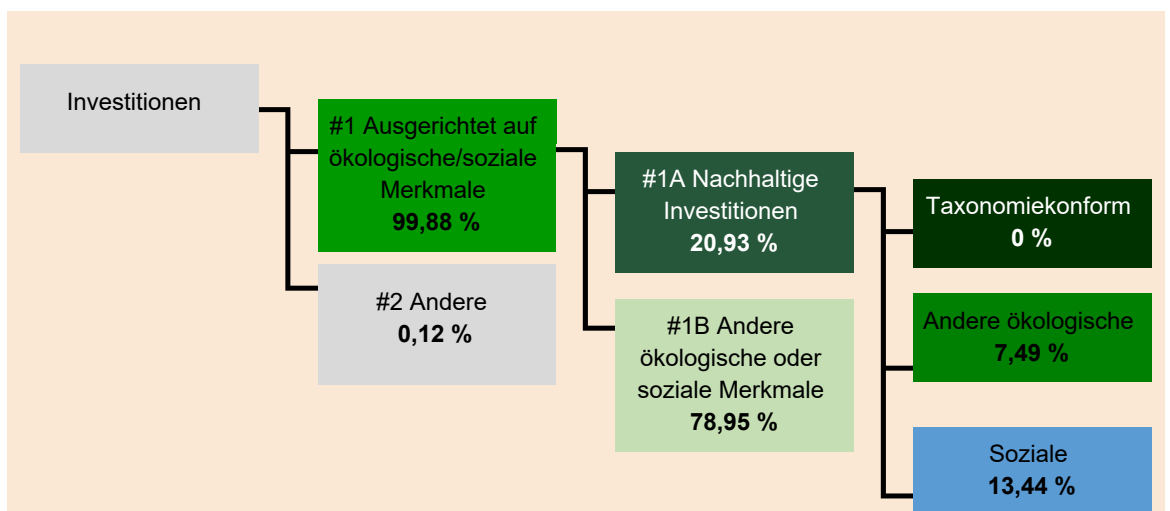 Investitionen
#1 Ausgerichtet auf
ökologische/soziale
Merkmale
99,88 %
#2 Andere
0,12 %
#1A Nachhaltige
Investitionen
20,93 %
#1B Andere
ökologische oder
soziale Merkmale
78,95 %
Taxonomiekonform
0 %
Andere ökologische
7,49 %
Soziale
13,44 %